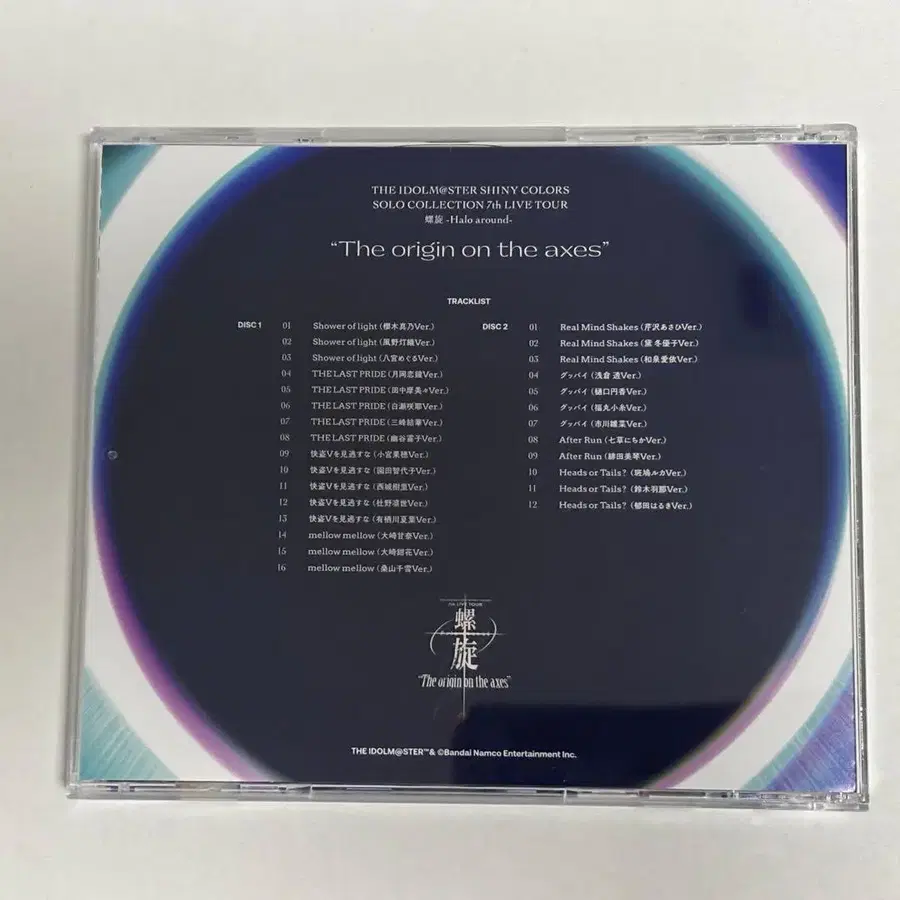 THE IDOLM@STER SHINY COLORS
SOLO COLLECTION 7th LIVE TOUR
螺旋 -Halo around-
“The origin on the axes”
TRACKLIST
DISC 1
01 Shower of light (櫻木真乃Ver.)
02 Shower of light (風野灯織Ver.)
03 Shower of light (八宮めぐるVer.)
04 THE LAST PRIDE (月岡恋鐘Ver.)
05 THE LAST PRIDE (田中摩美々Ver.)
06 THE LAST PRIDE (白瀬咲耶Ver.)
07 THE LAST PRIDE (三峰結華Ver.)
08 THE LAST PRIDE (幽谷霧子Ver.)
09 快盗Vを見逃すな (小宮果穂Ver.)
10 快盗Vを見逃すな (園田智代子Ver.)
11 快盗Vを見逃すな (西城樹里Ver.)
12 快盗Vを見逃すな (杜野凛世Ver.)
13 快盗Vを見逃すな (有栖川夏葉Ver.)
14 mellow mellow (大崎甘奈Ver.)
15 mellow mellow (大崎甜花Ver.)
16 mellow mellow (桑山千雪Ver.)
DISC 2
01 Real Mind Shakes (芹沢あさひVer.)
02 Real Mind Shakes (黛 冬優子Ver.)
03 Real Mind Shakes (和泉愛依Ver.)
04 グッバイ (浅倉 透Ver.)
05 グッバイ (樋口円香Ver.)
06 グッバイ (福丸小糸Ver.)
07 グッバイ (市川雛菜Ver.)
08 After Run (七草にちかVer.)
09 After Run (緋田美琴Ver.)
10 Heads or Tails? (斑鳩ルカVer.)
11 Heads or Tails? (鈴木羽那Ver.)
12 Heads or Tails? (郁田はるきVer.)
7th LIVE TOUR
螺
旋
“The origin on the axes”
THE IDOLM@STER™& ©Bandai Namco Entertainment Inc.